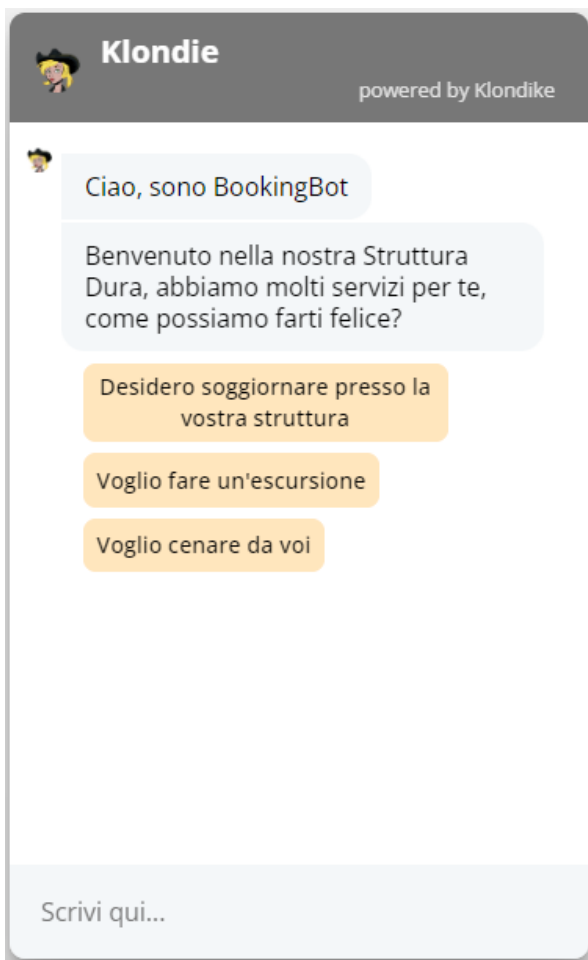 Klondie
powered by Klondike
Ciao, sono BookingBot
Benvenuto nella nostra Struttura
Dura, abbiamo molti servizi per te,
come possiamo farti felice?
Desidero soggiornare presso la
vostra struttura
Voglio fare un'escursione
Voglio cenare da voi
Scrivi qui...